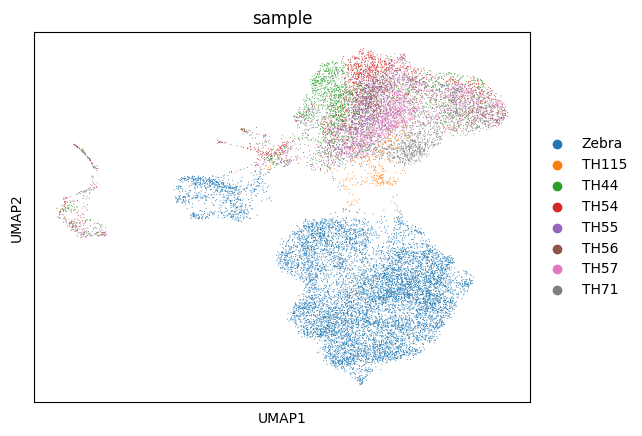 sample
UMAP2
UMAP1
Zebra
TH115
TH44
TH54
TH55
TH56
TH57
TH71